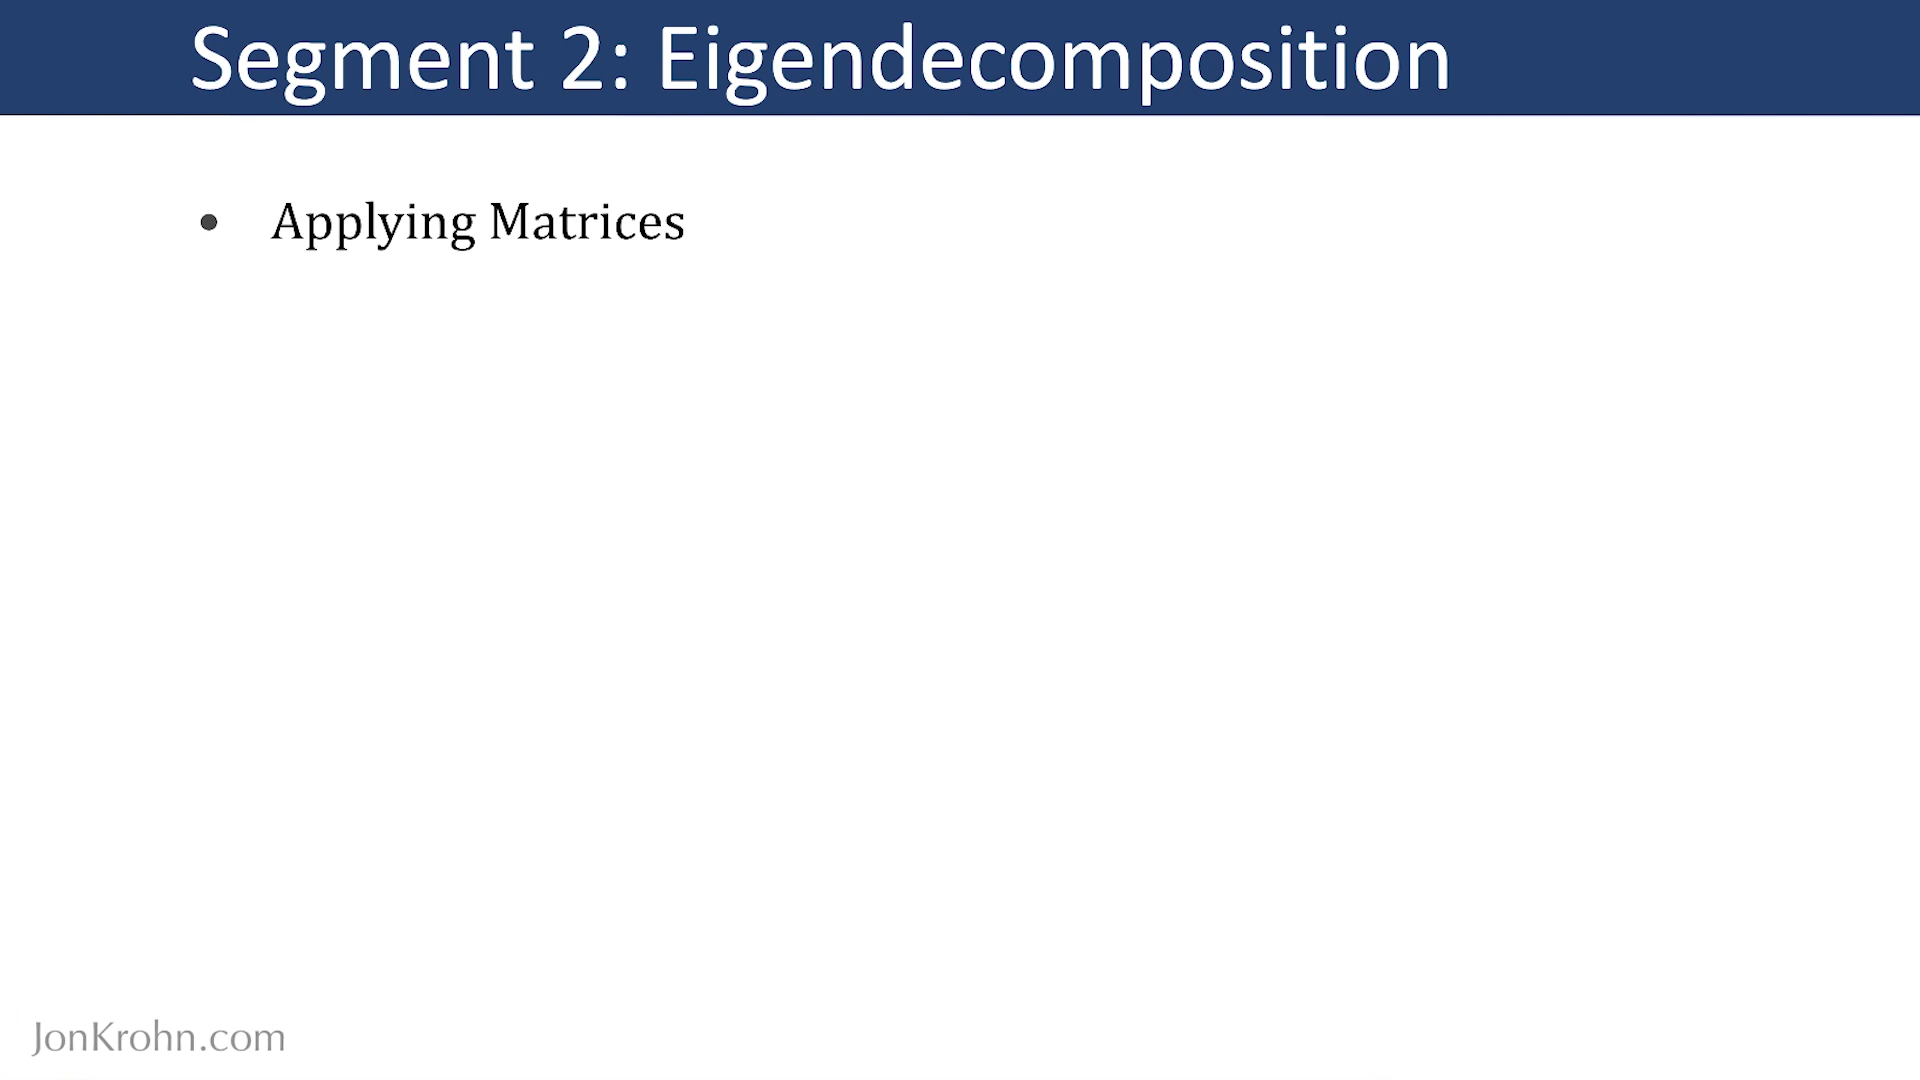 Segment 2: Eigendecomposition
• Applying Matrices
JonKrohn.com